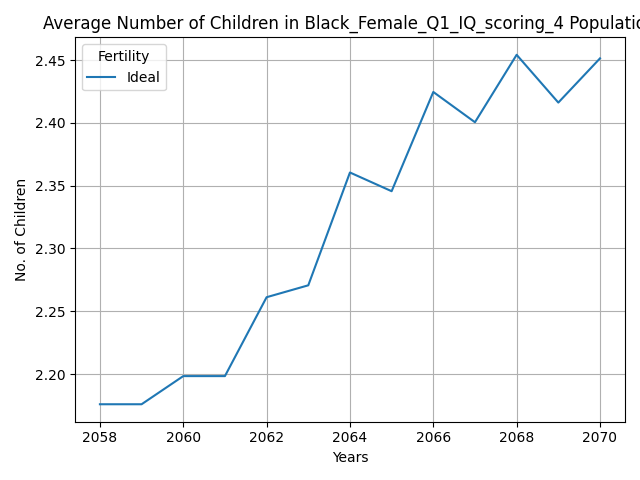 Average Number of Children in Black_Female_Q1_IQ_scoring_4 Populatio
Fertility
Ideal
No. of Children
2.45
2.40
2.35
2.30
2.25
2.20
2058 2060 2062 2064 2066 2068 2070
Years